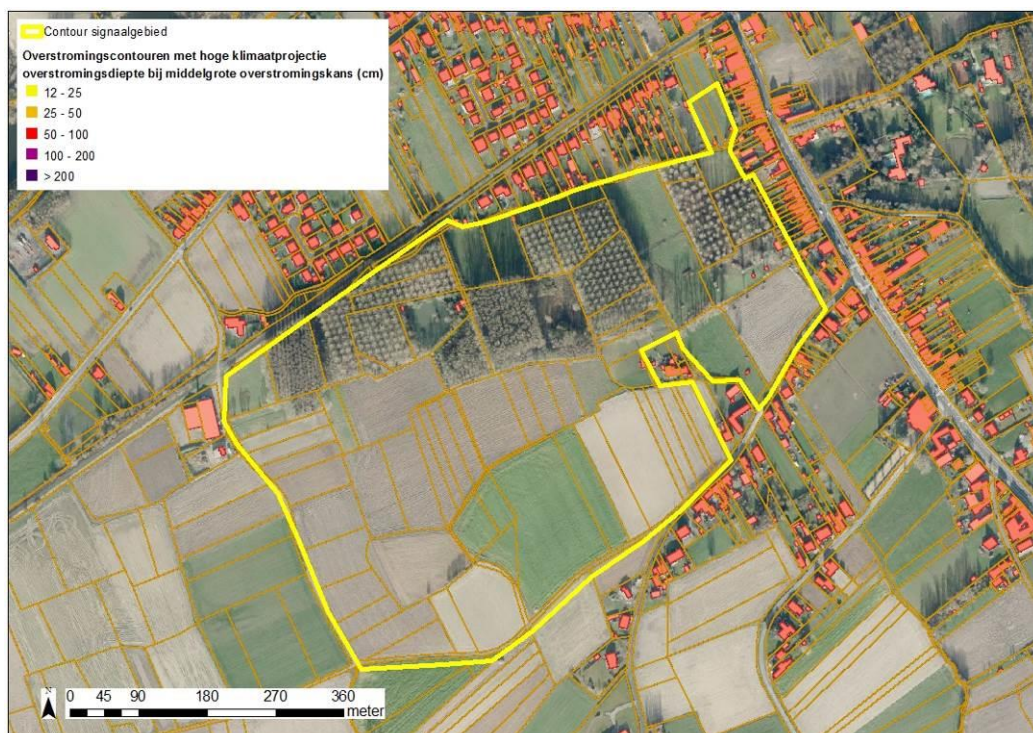 Contour signaalgebied
Overstromingscontouren met hoge klimaatprojectie
overstromingsdiepte bij middelgrote overstromingskans (cm)
12 - 25
25 - 50
50 - 100
100 - 200
> 200
N
0 45 90 180 270 360
meter